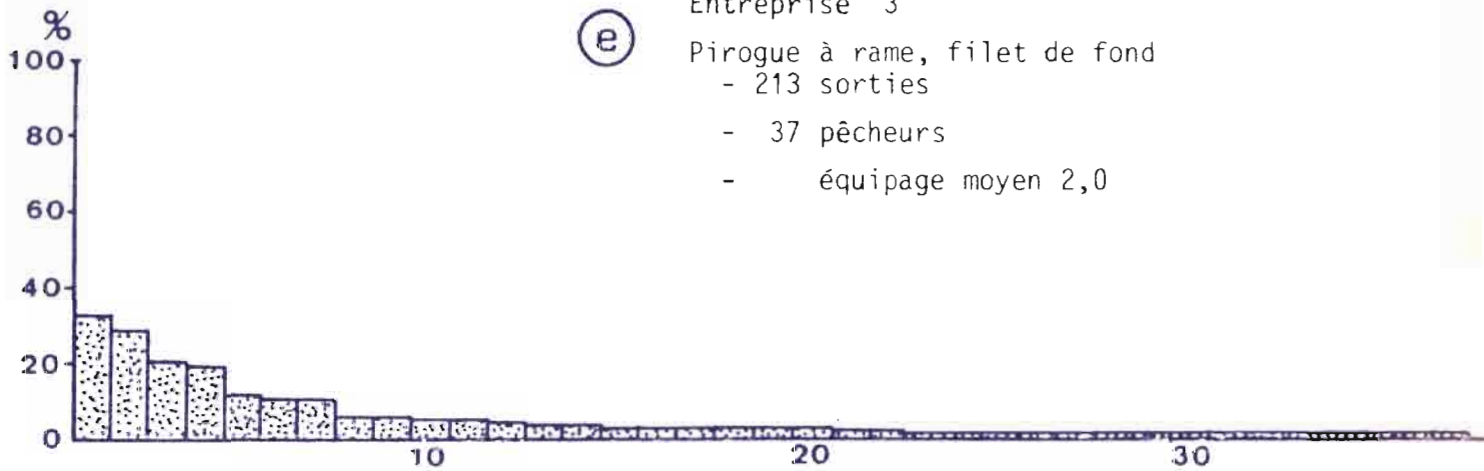 Entreprise 3
%
e
Pirogue à rame, filet de fond
- 213 sorties
- 37 pêcheurs
- équipage moyen 2,0
100
80
60
40
20
0
10
20
30